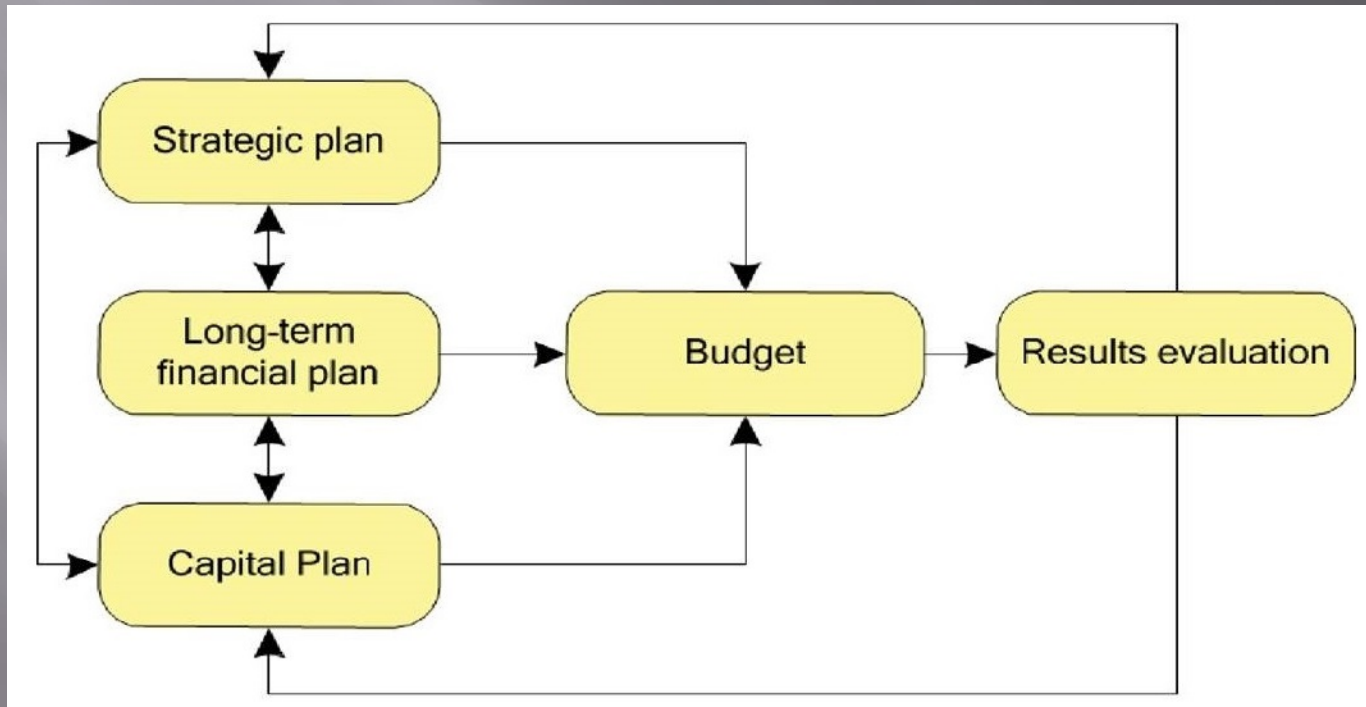 Strategic plan
Long-term
financial plan
Budget
Results evaluation
Capital Plan